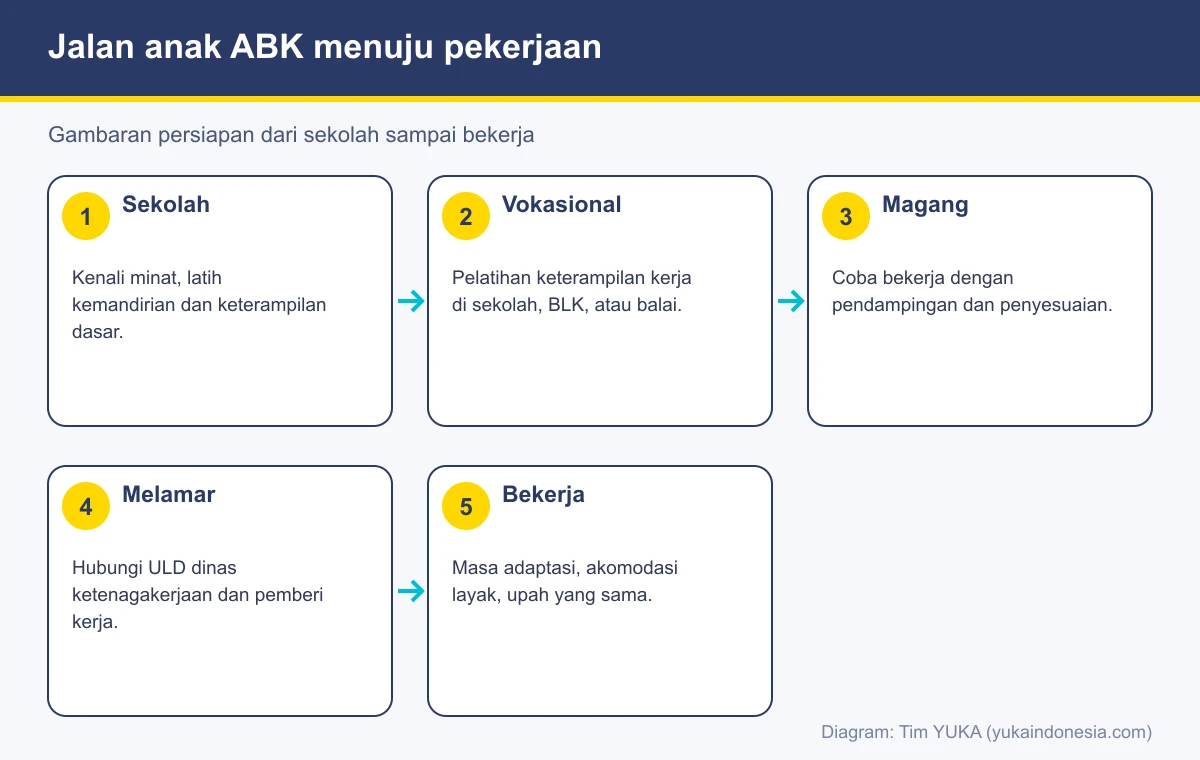 Jalan anak ABK menuju pekerjaan
Gambaran persiapan dari sekolah sampai bekerja
1
Sekolah
Kenali minat, latih
kemandirian dan keterampilan
dasar.
2
Vokasional
Pelatihan keterampilan kerja
di sekolah, BLK, atau balai.
3
Magang
Coba bekerja dengan
pendampingan dan penyesuaian.
4
Melamar
Hubungi ULD dinas
ketenagakerjaan dan pemberi
kerja.
5
Bekerja
Masa adaptasi, akomodasi
layak, upah yang sama.
Diagram: Tim YUKA (yukaindonesia.com)